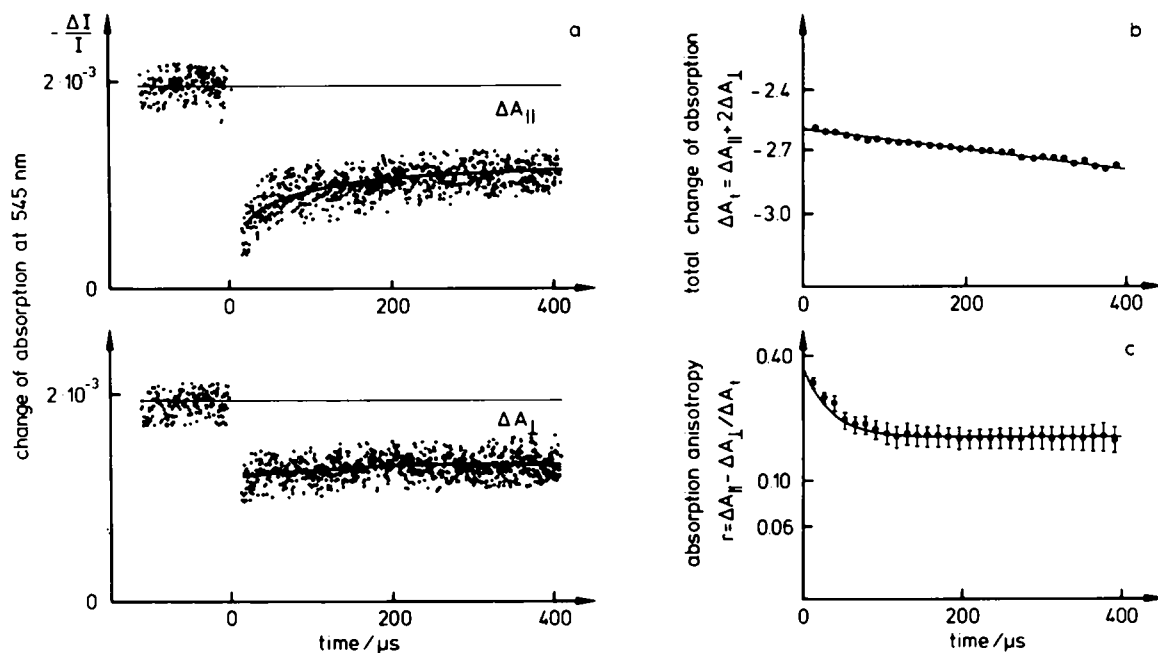 change of absorption at 545 nm
- ΔI / I
a
2·10⁻³
ΔA||
0
0 200 400
2·10⁻³
ΔA⊥
0
0 200 400
time/µs
b
total change of absorption
ΔAₜ = ΔA|| + 2ΔA⊥
-2.4
-2.7
-3.0
0 200 400
c
absorption anisotropy
r = ΔA|| - ΔA⊥/ΔAₜ
0.40
0.10
0.06
0 200 400
time/µs